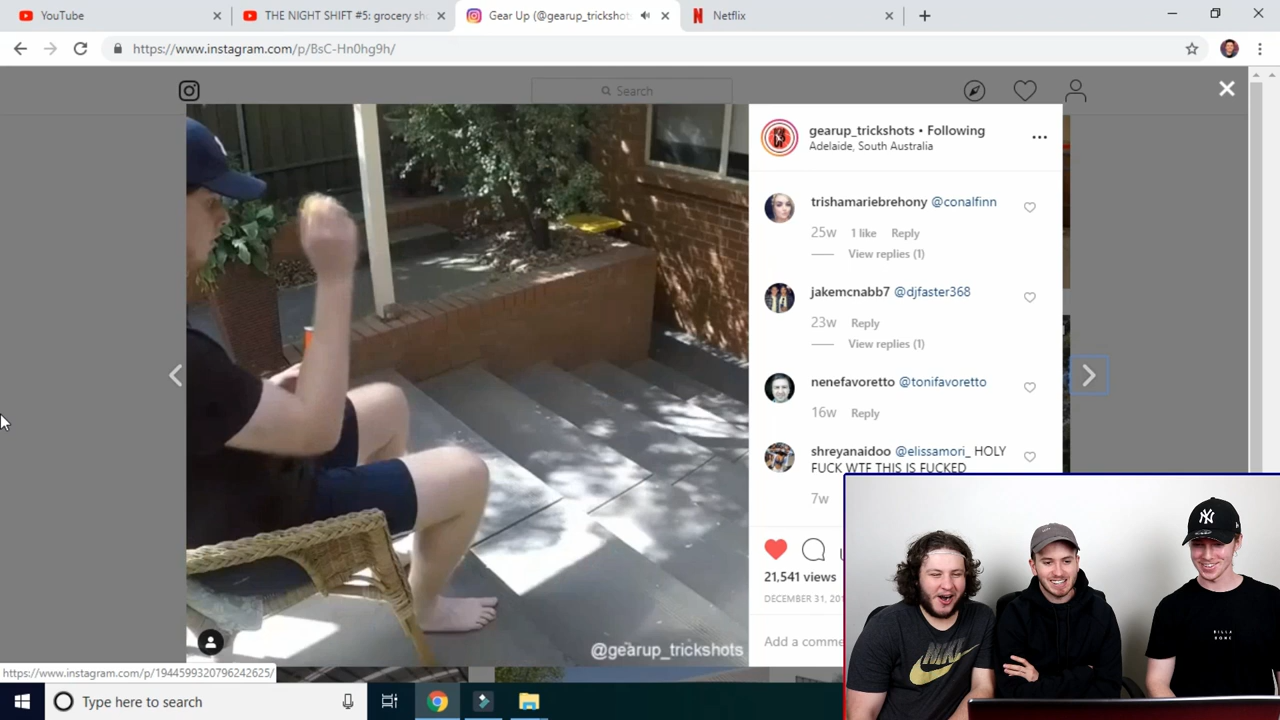 YouTube
THE NIGHT SHIFT #5: grocery sh
Gear Up (@gearup_trickshot
Netflix
https://www.instagram.com/p/BsC-Hn0hg9h/
Search
gearup_trickshots • Following
Adelaide, South Australia
trishamariebrehony @conalfinn
25w 1 like Reply
View replies (1)
jakemcnabb7 @djfaster368
23w Reply
View replies (1)
nenefavoretto @tonifavoretto
16w Reply
shreyanaidoo @elissamori_ HOLY
FUCK WTF THIS IS FUCKED
7w
21,541 views
DECEMBER 31, 20
Add a comme
@gearup_trickshots
https://www.instagram.com/p/1944599320796242625/
Type here to search
NY
NIKE